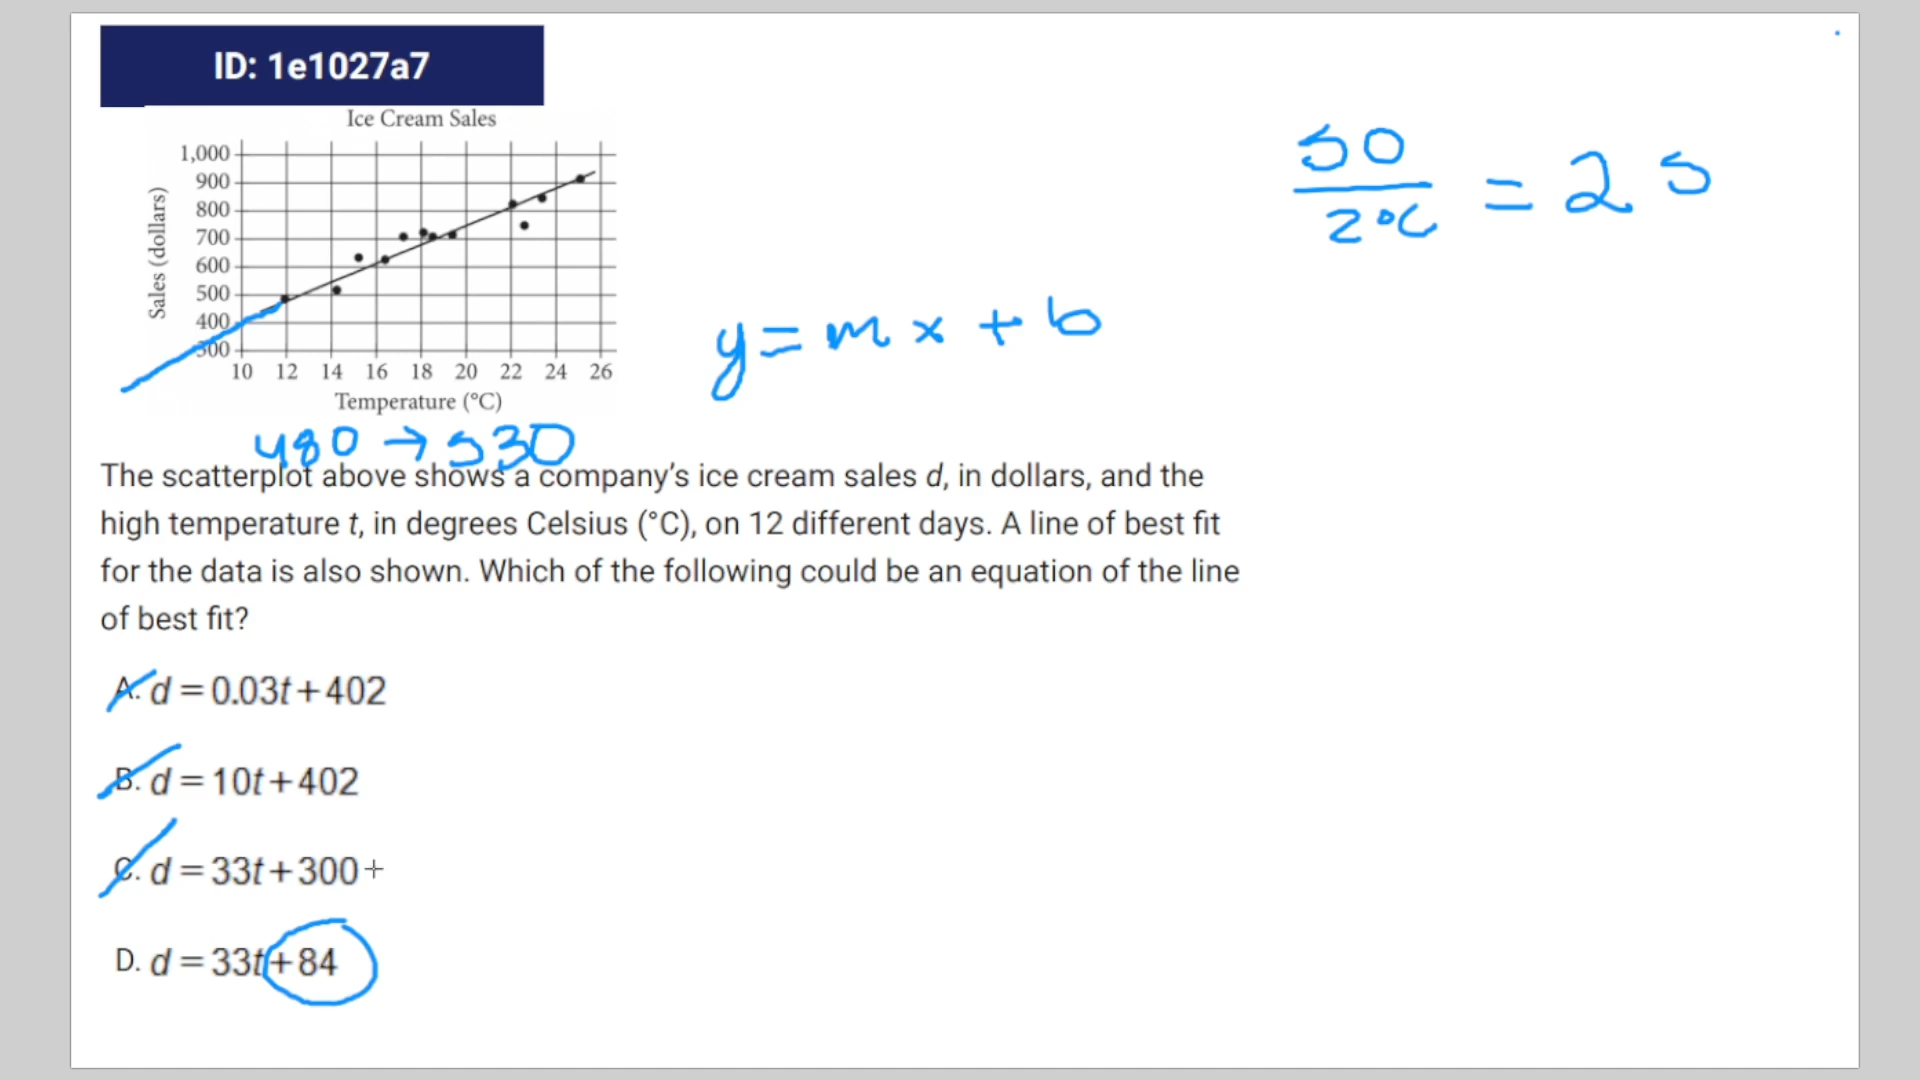 ID: 1e1027a7
Ice Cream Sales
1,000
900
800
700
600
500
400
300
Sales (dollars)
10 12 14 16 18 20 22 24 26
Temperature (°C)
50
2°C
= 25
y = mx + b
480 → 530
The scatterplot above shows a company's ice cream sales d, in dollars, and the
high temperature t, in degrees Celsius (°C), on 12 different days. A line of best fit
for the data is also shown. Which of the following could be an equation of the line
of best fit?
A. d = 0.03t + 402
B. d = 10t + 402
C. d = 33t + 300
D. d = 33t + 84